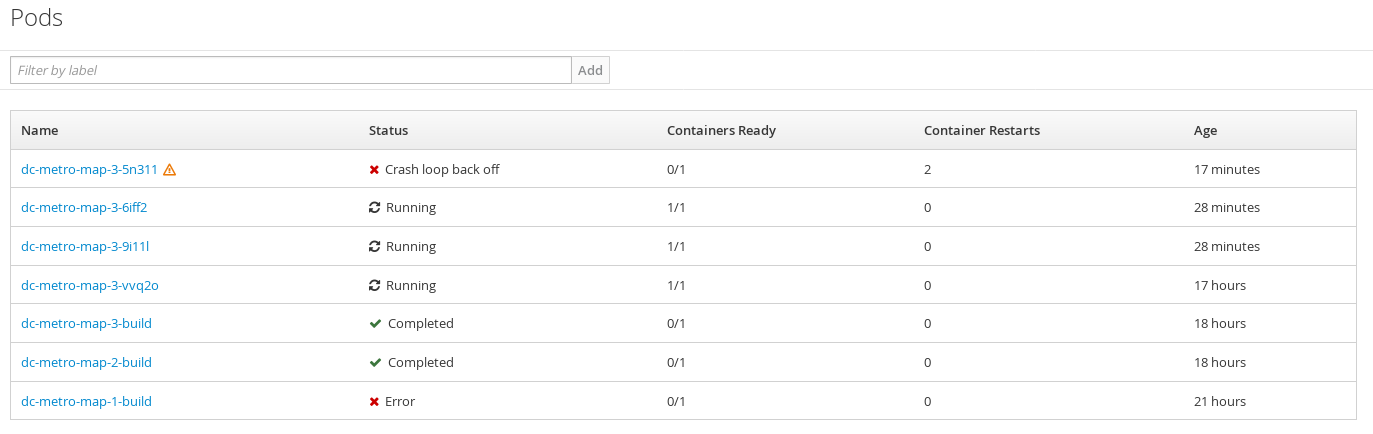 Pods
Filter by label Add
Name Status Containers Ready Container Restarts Age
dc-metro-map-3-5n311 Crash loop back off 0/1 2 17 minutes
dc-metro-map-3-6iff2 Running 1/1 0 28 minutes
dc-metro-map-3-9i11l Running 1/1 0 28 minutes
dc-metro-map-3-vvq2o Running 1/1 0 17 hours
dc-metro-map-3-build Completed 0/1 0 18 hours
dc-metro-map-2-build Completed 0/1 0 18 hours
dc-metro-map-1-build Error 0/1 0 21 hours